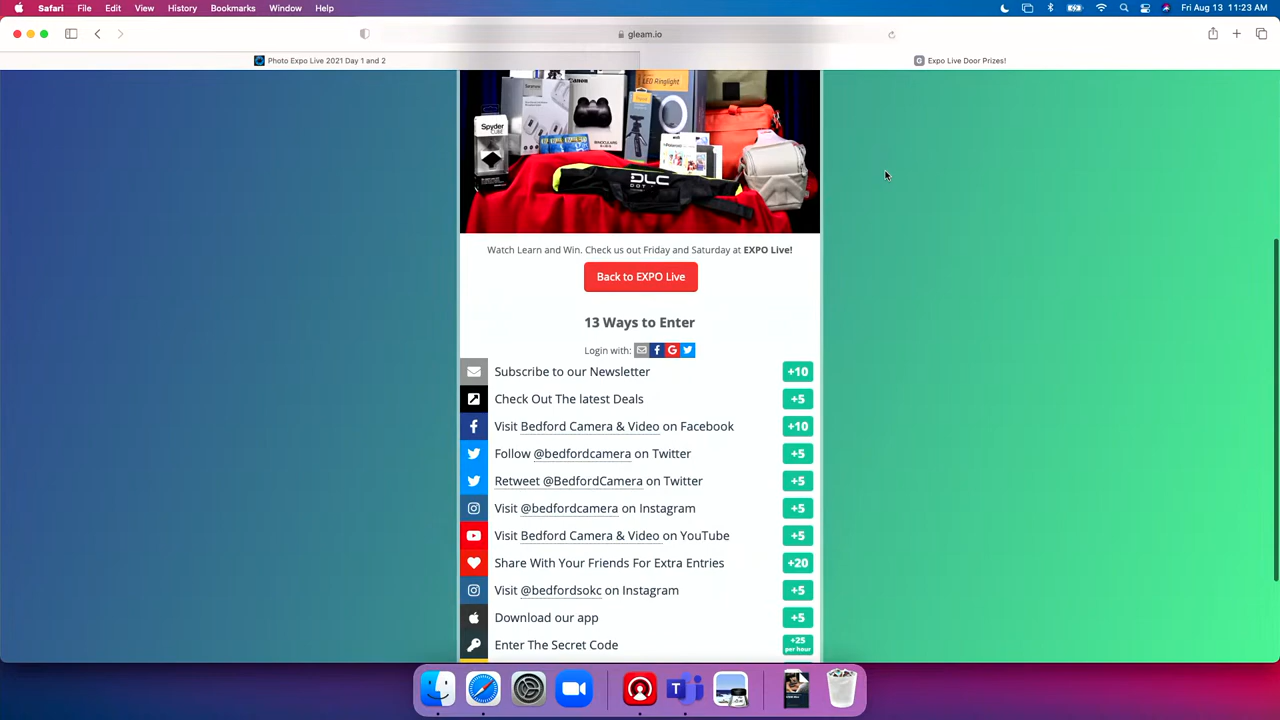 Safari File Edit View History Bookmarks Window Help Fri Aug 13 11:23 AM
gleam.io
Photo Expo Live 2021 Day 1 and 2
G Expo Live Door Prizes!
LED Ringlight
Canon
Spyder
CUBE
BINOCULARS
Polaroid
DLC
Watch Learn and Win. Check us out Friday and Saturday at EXPO Live!
Back to EXPO Live
13 Ways to Enter
Login with:
Subscribe to our Newsletter +10
Check Out The latest Deals +5
Visit Bedford Camera & Video on Facebook +10
Follow @bedfordcamera on Twitter +5
Retweet @BedfordCamera on Twitter +5
Visit @bedfordcamera on Instagram +5
Visit Bedford Camera & Video on YouTube +5
Share With Your Friends For Extra Entries +20
Visit @bedfordsokc on Instagram +5
Download our app +5
Enter The Secret Code +25 per hour